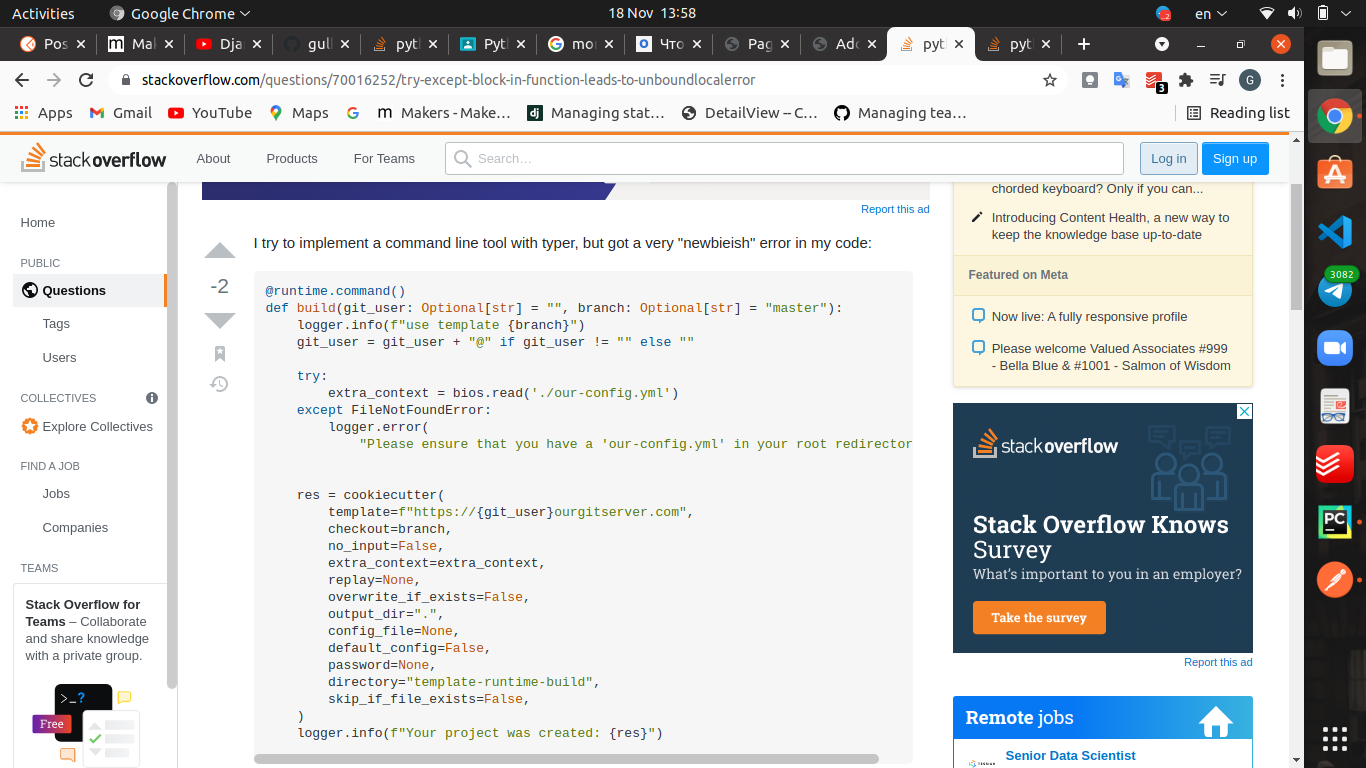 Activities
Google Chrome
18 Nov 13:58
2
en
Pos
Mak
Dja
gull
pyth
Pyth
mor
Что
Pag
Adc
pyth
pyth
stackoverflow.com/questions/70016252/try-except-block-in-function-leads-to-unboundlocalerror
3
G
Apps
Gmail
YouTube
Maps
Makers - Make…
Managing stat…
DetailView – C…
Managing tea…
Reading list
stackoverflow
About
Products
For Teams
Search…
Log in
Sign up
Home
PUBLIC
Questions
Tags
Users
COLLECTIVES
Explore Collectives
FIND A JOB
Jobs
Companies
TEAMS
Stack Overflow for
Teams – Collaborate
and share knowledge
with a private group.
>_?
Free
Report this ad
-2
I try to implement a command line tool with typer, but got a very "newbieish" error in my code:
@runtime.command()
def build(git_user: Optional[str] = "", branch: Optional[str] = "master"):
logger.info(f"use template {branch}")
git_user = git_user + "@" if git_user != "" else ""
try:
extra_context = bios.read('./our-config.yml')
except FileNotFoundError:
logger.error(
"Please ensure that you have a 'our-config.yml' in your root redirector
res = cookiecutter(
template=f"https://{git_user}ourgitserver.com",
checkout=branch,
no_input=False,
extra_context=extra_context,
replay=None,
overwrite_if_exists=False,
output_dir=".",
config_file=None,
default_config=False,
password=None,
directory="template-runtime-build",
skip_if_file_exists=False,
)
logger.info(f"Your project was created: {res}")
chorded keyboard? Only if you can...
Introducing Content Health, a new way to
keep the knowledge base up-to-date
Featured on Meta
Now live: A fully responsive profile
Please welcome Valued Associates #999
- Bella Blue & #1001 - Salmon of Wisdom
stackoverflow
Stack Overflow Knows
Survey
What's important to you in an employer?
Take the survey
Report this ad
Remote jobs
Senior Data Scientist
3082
PC